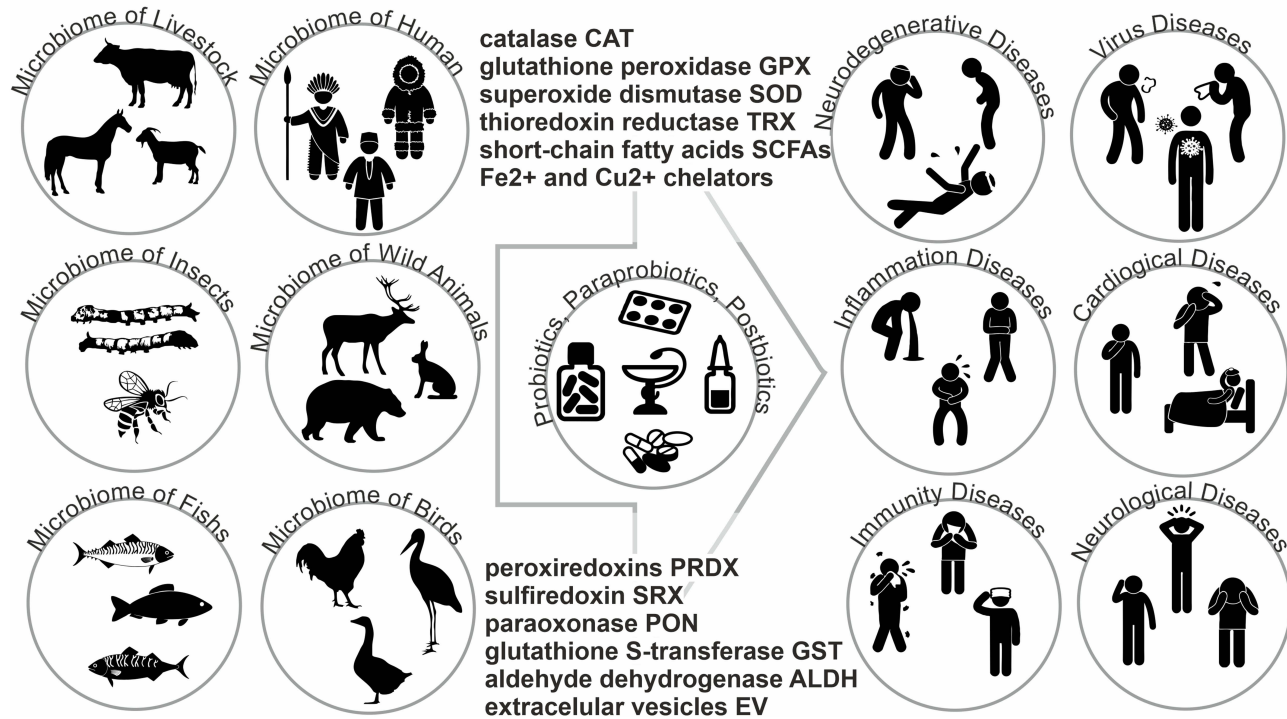 Microbiome of Livestock
Microbiome of Human
catalase CAT
glutathione peroxidase GPX
superoxide dismutase SOD
thioredoxin reductase TRX
short-chain fatty acids SCFAs
Fe2+ and Cu2+ chelators
Neurodegenerative Diseases
Virus Diseases
Microbiome of Insects
Microbiome of Wild Animals
Probiotics, Paraprobiotics, Postbiotics
Inflammation Diseases
Cardiological Diseases
Microbiome of Fishs
Microbiome of Birds
peroxiredoxins PRDX
sulfiredoxin SRX
paraoxonase PON
glutathione S-transferase GST
aldehyde dehydrogenase ALDH
extracelular vesicles EV
Immunity Diseases
Neurological Diseases